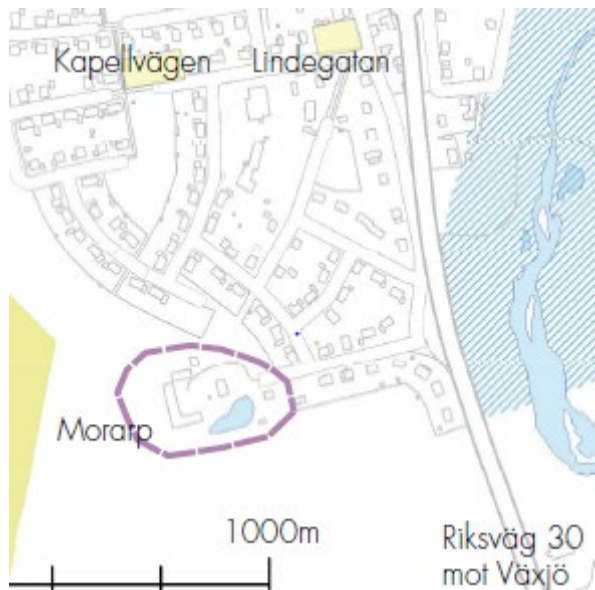 Kapellvägen
Lindegatan
Morarp
1000m
Riksväg 30
mot Växjö